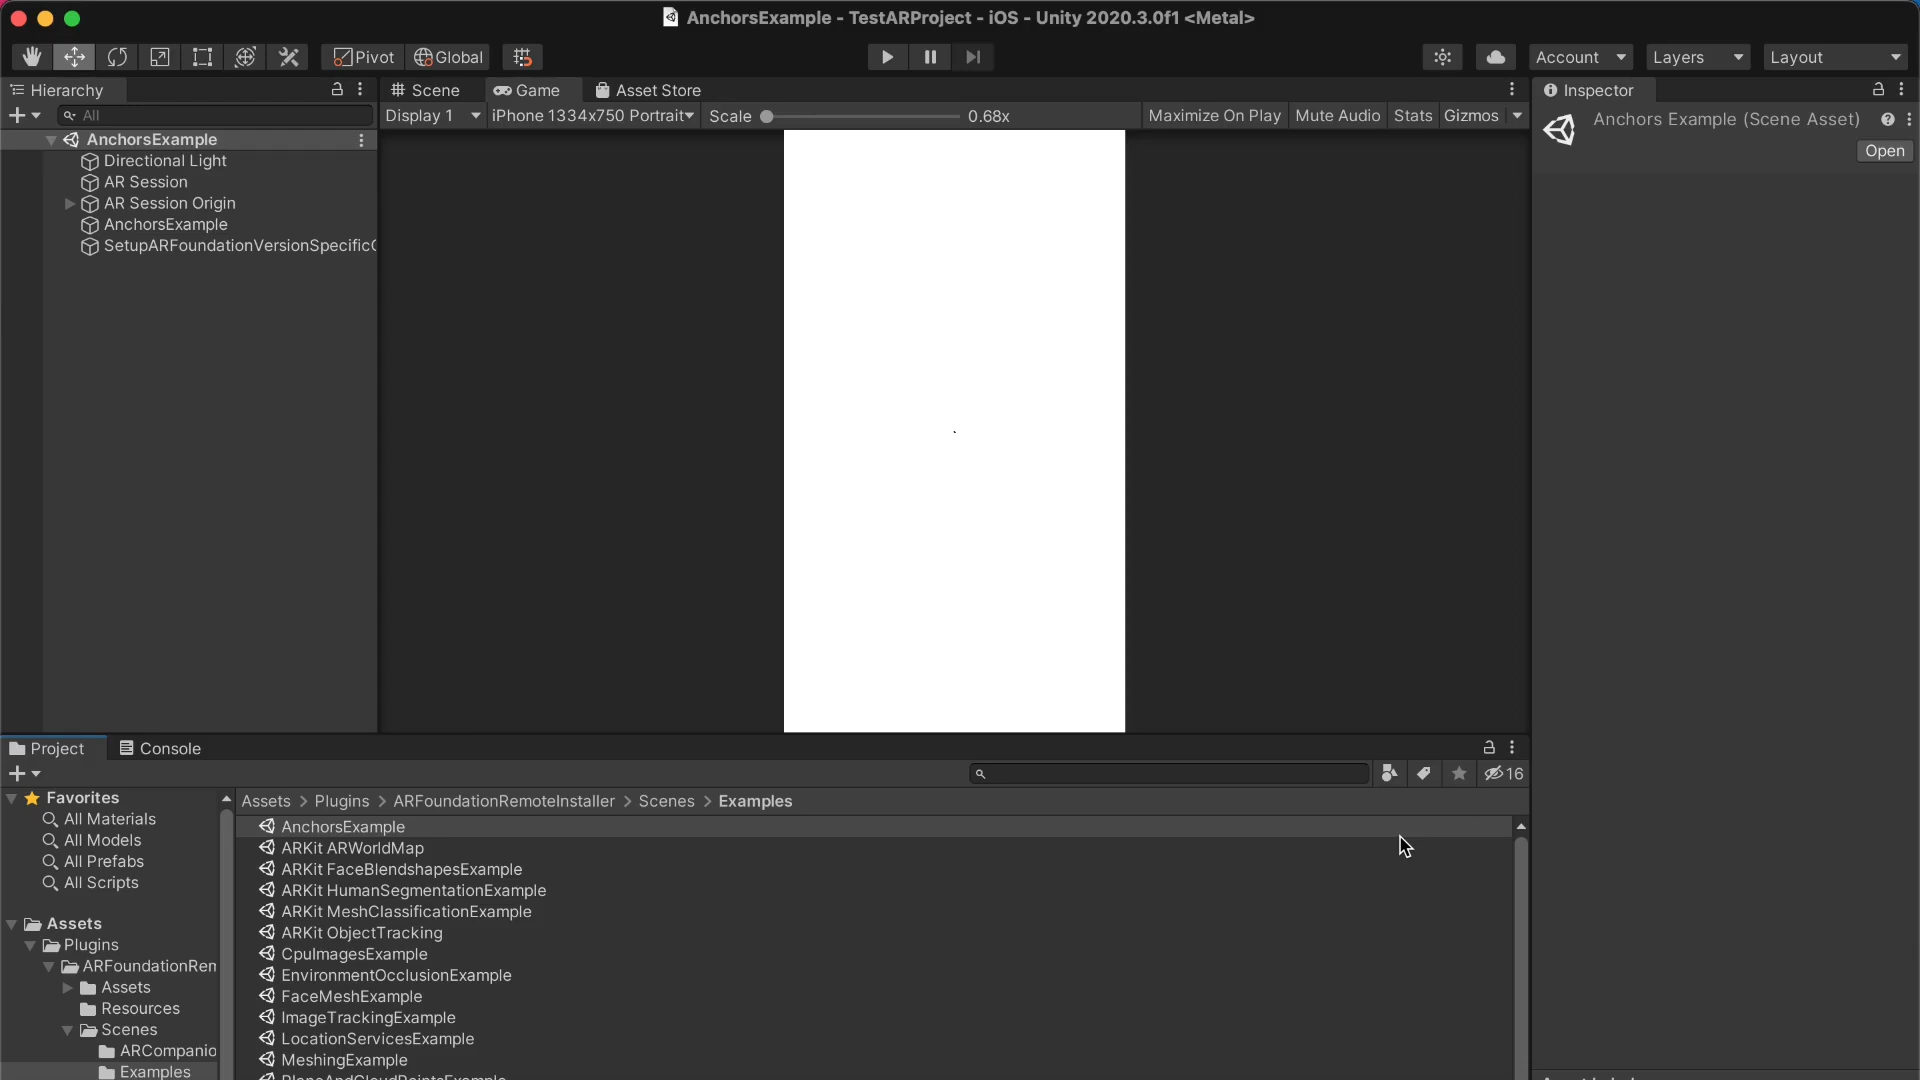 AnchorsExample - TestARProject - iOS - Unity 2020.3.0f1 <Metal>
Pivot Global Account Layers Layout
Hierarchy
All
AnchorsExample
Directional Light
AR Session
AR Session Origin
AnchorsExample
SetupARFoundationVersionSpecific
Scene Game Asset Store
Display 1 iPhone 1334x750 Portrait Scale 0.68x Maximize On Play Mute Audio Stats Gizmos
Inspector
Anchors Example (Scene Asset)
Open
Project Console
16
Favorites
All Materials
All Models
All Prefabs
All Scripts
Assets
Plugins
ARFoundationRem
Assets
Resources
Scenes
ARCompanio
Examples
Assets > Plugins > ARFoundationRemoteInstaller > Scenes > Examples
AnchorsExample
ARKit ARWorldMap
ARKit FaceBlendshapesExample
ARKit HumanSegmentationExample
ARKit MeshClassificationExample
ARKit ObjectTracking
CpuImagesExample
EnvironmentOcclusionExample
FaceMeshExample
ImageTrackingExample
LocationServicesExample
MeshingExample